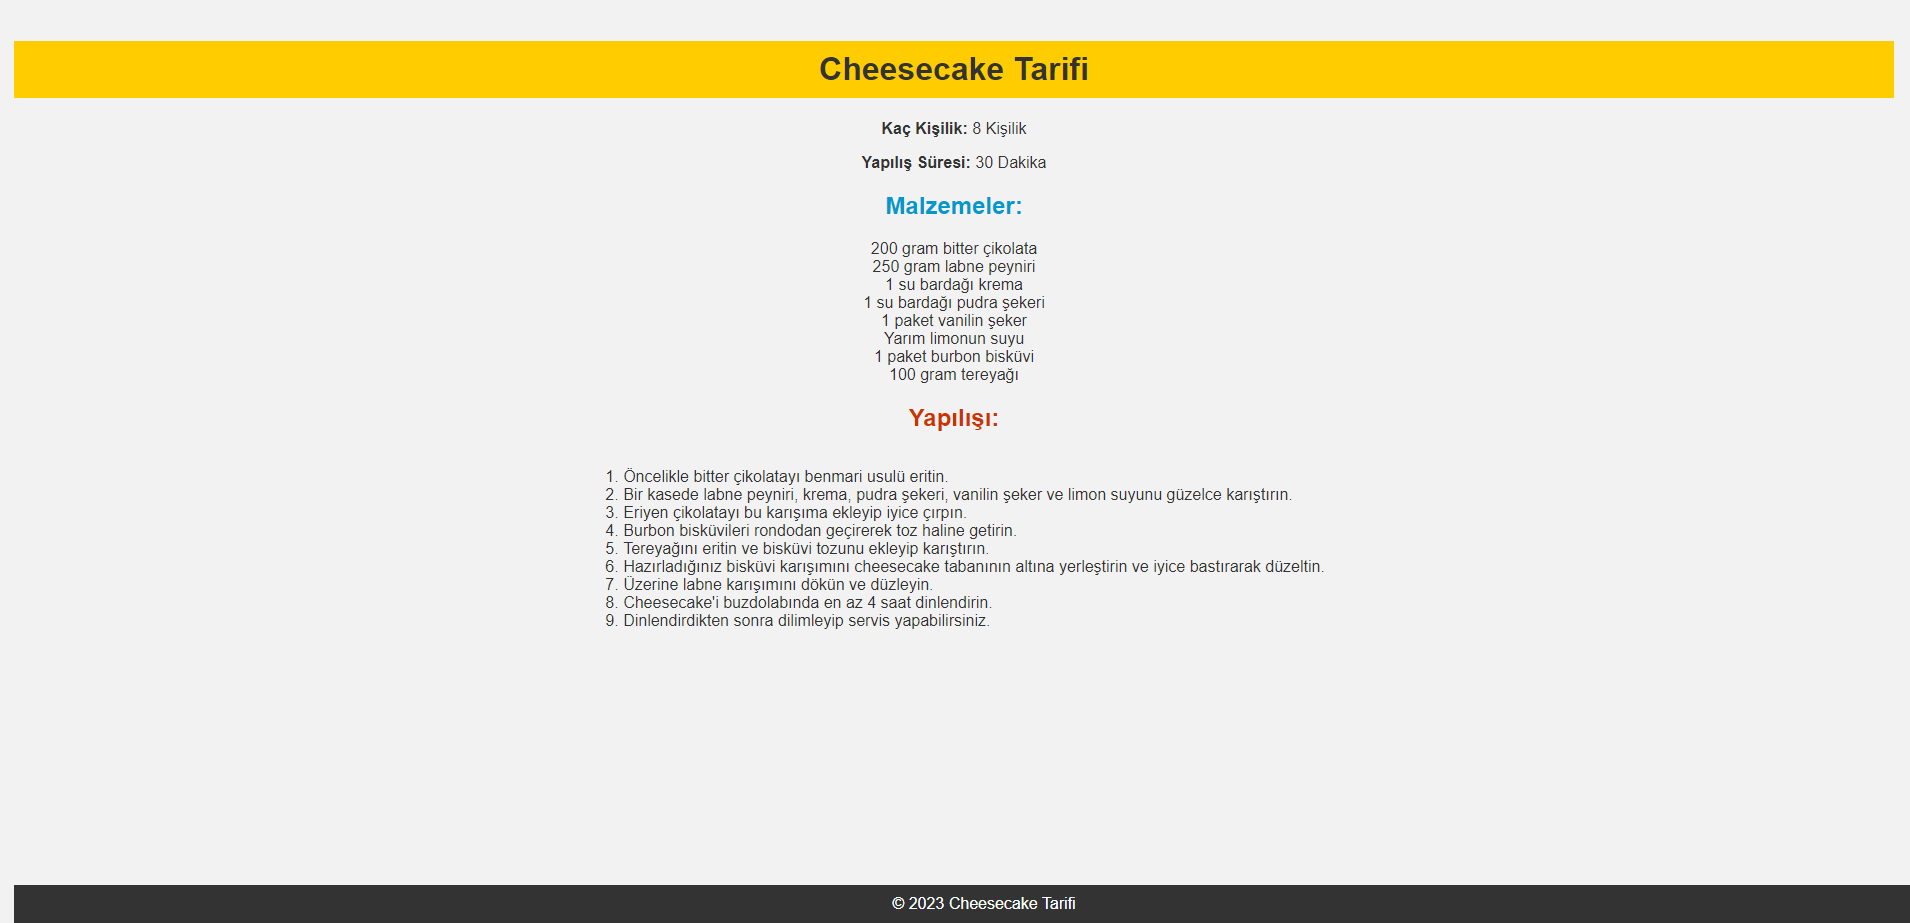 Cheesecake Tarifi
Kaç Kişilik: 8 Kişilik
Yapılış Süresi: 30 Dakika
Malzemeler:
200 gram bitter çikolata
250 gram labne peyniri
1 su bardağı krema
1 su bardağı pudra şekeri
1 paket vanilin şeker
Yarım limonun suyu
1 paket burbon bisküvi
100 gram tereyağı
Yapılışı:
1. Öncelikle bitter çikolatayı benmari usulü eritin.
2. Bir kasede labne peyniri, krema, pudra şekeri, vanilin şeker ve limon suyunu güzelce karıştırın.
3. Eriyen çikolatayı bu karışıma ekleyip iyice çırpın.
4. Burbon bisküvileri rondodan geçirerek toz haline getirin.
5. Tereyağını eritin ve bisküvi tozunu ekleyip karıştırın.
6. Hazırladığınız bisküvi karışımını cheesecake tabanının altına yerleştirin ve iyice bastırarak düzeltin.
7. Üzerine labne karışımını dökün ve düzleyin.
8. Cheesecake'i buzdolabında en az 4 saat dinlendirin.
9. Dinlendirdikten sonra dilimleyip servis yapabilirsiniz.
© 2023 Cheesecake Tarifi